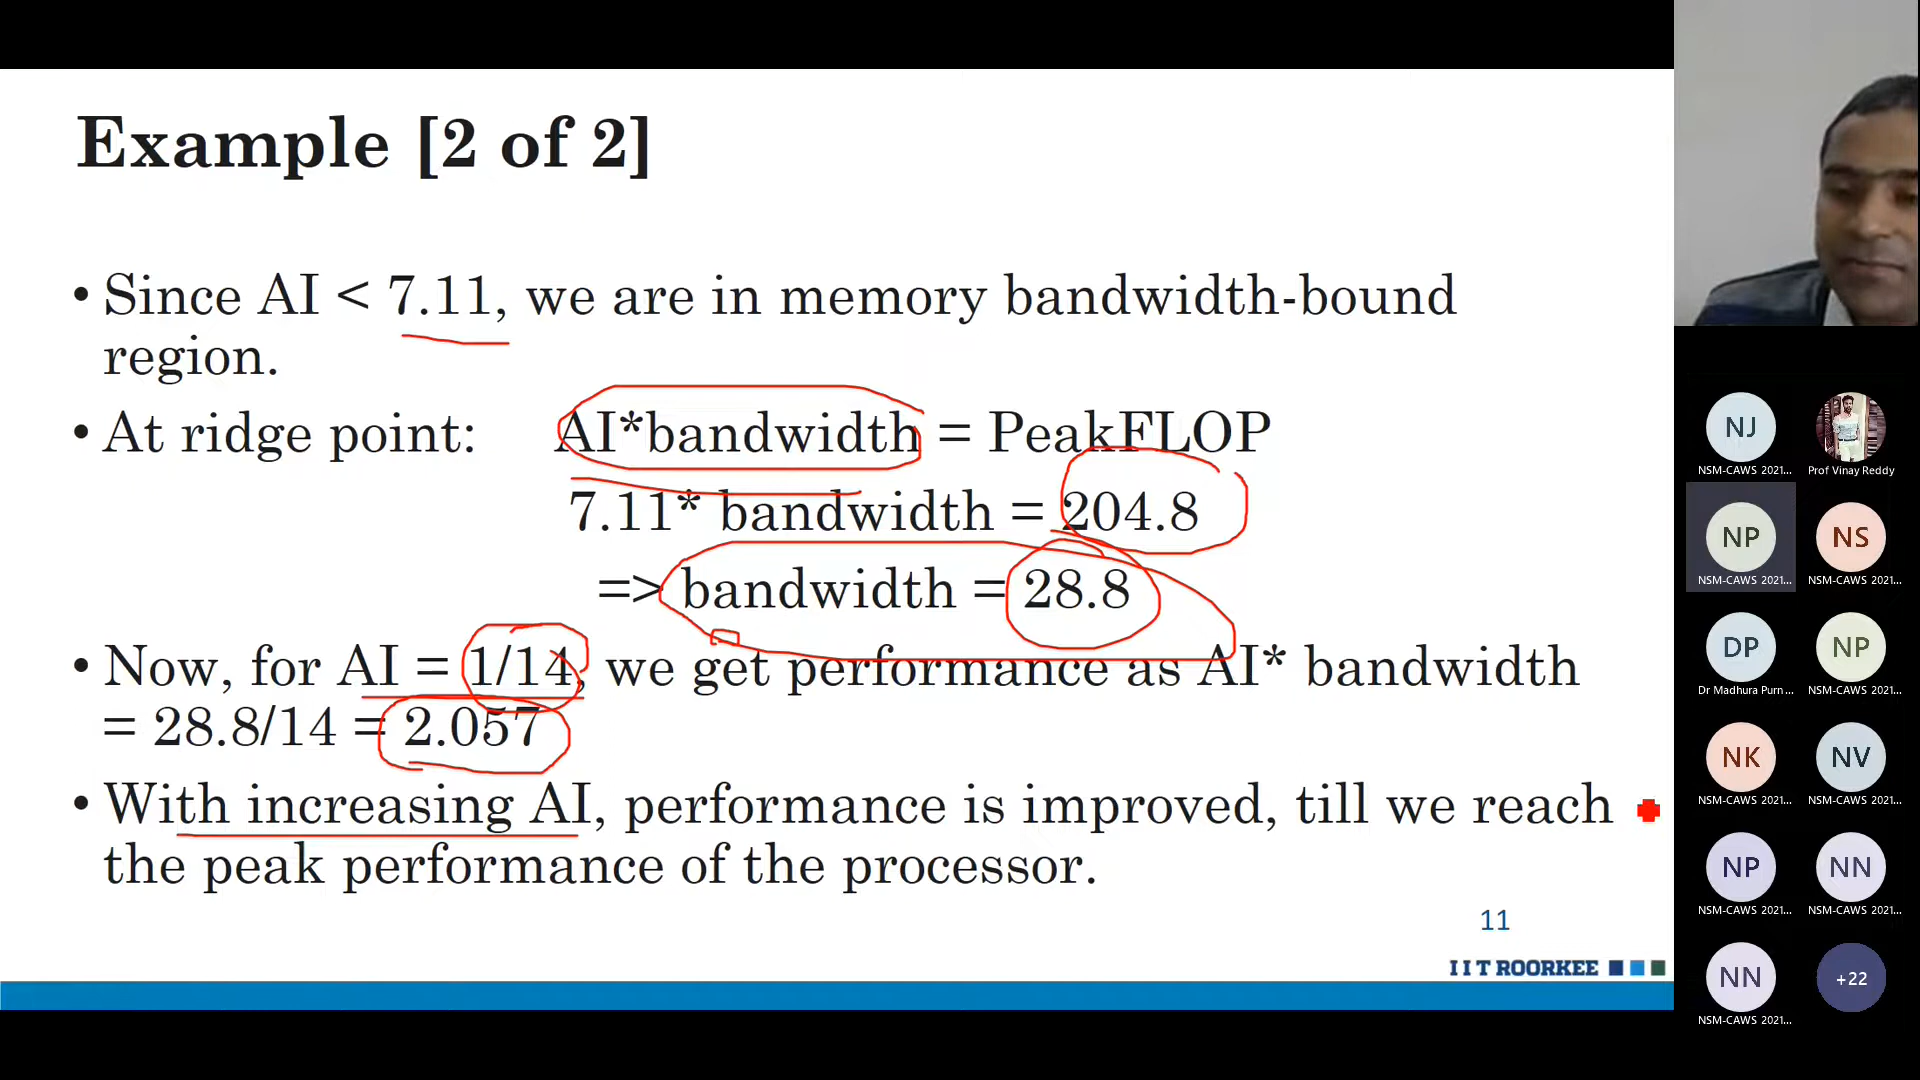 Example [2 of 2]
• Since AI < 7.11, we are in memory bandwidth-bound
region.
• At ridge point: AI*bandwidth = PeakFLOP
7.11* bandwidth = 204.8
=> bandwidth = 28.8
• Now, for AI = 1/14, we get performance as AI* bandwidth
= 28.8/14 = 2.057
• With increasing AI, performance is improved, till we reach
the peak performance of the processor.
11
IIT ROORKEE
NJ
NSM-CAWS 2021...
Prof Vinay Reddy
NP
NSM-CAWS 2021...
NS
NSM-CAWS 2021...
DP
Dr Madhura Purn...
NP
NSM-CAWS 2021...
NK
NSM-CAWS 2021...
NV
NSM-CAWS 2021...
NP
NSM-CAWS 2021...
NN
NSM-CAWS 2021...
NN
NSM-CAWS 2021...
+22